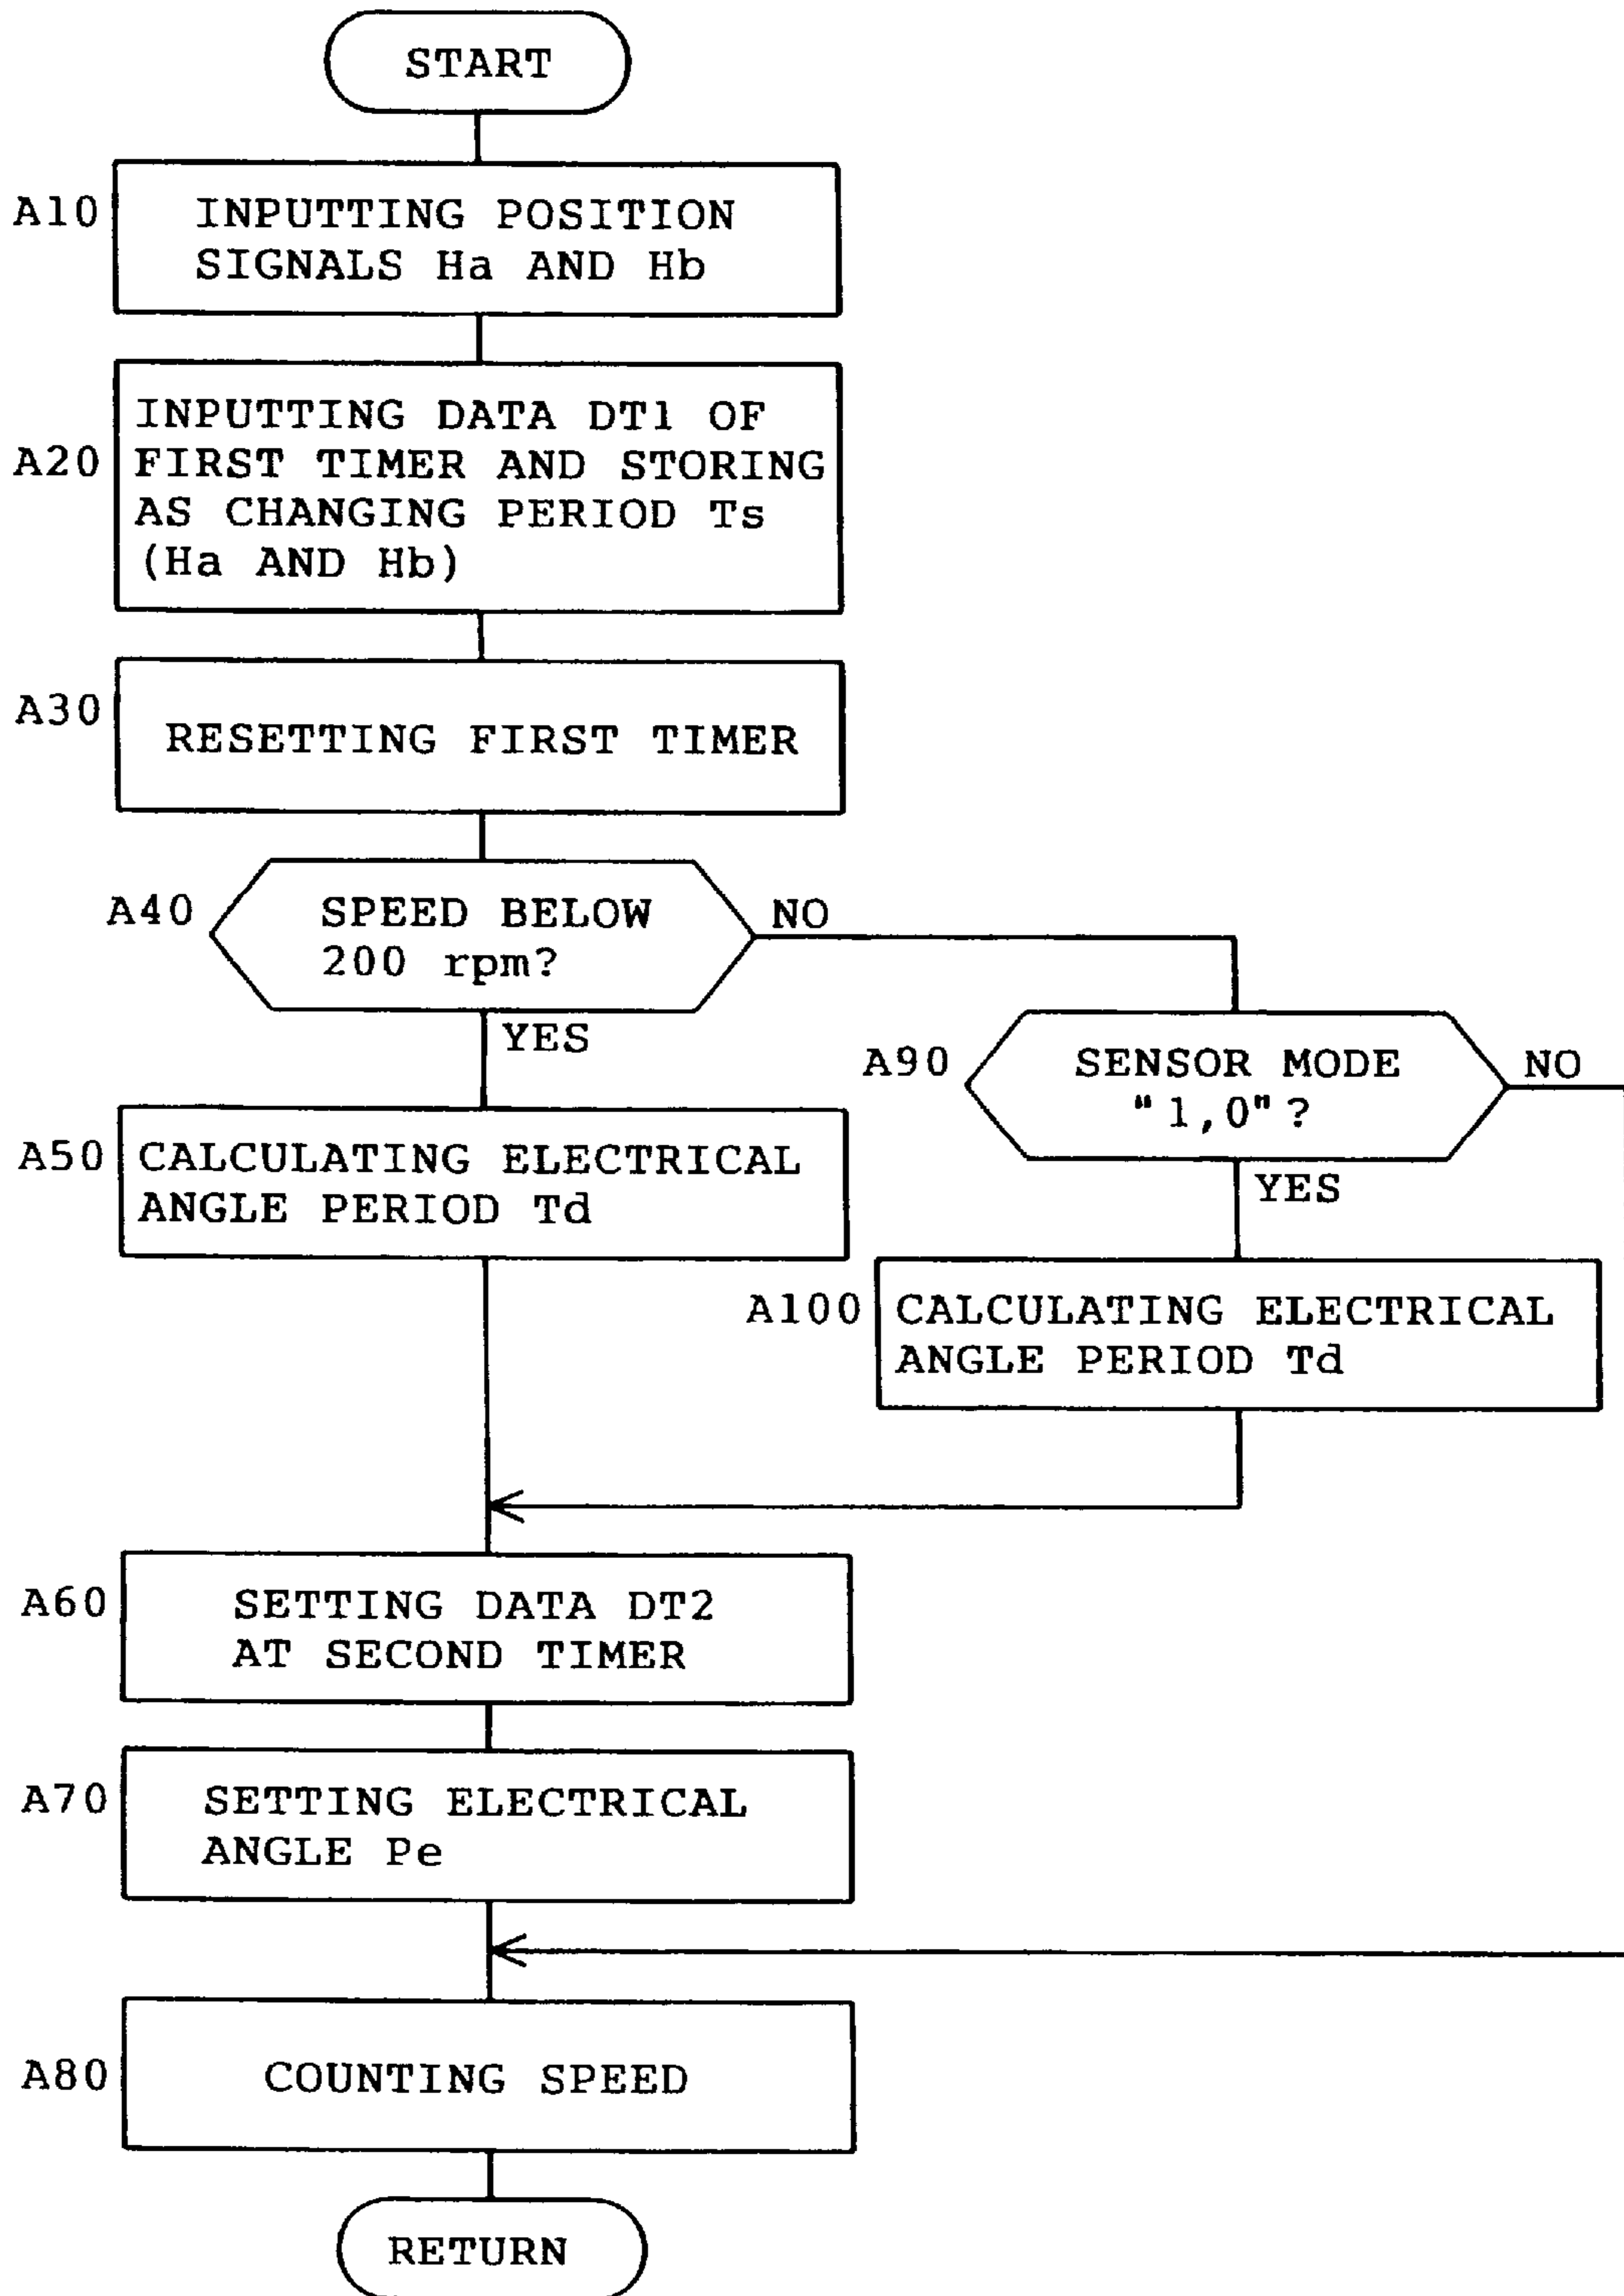 START
A10
INPUTTING POSITION
SIGNALS Ha AND Hb
A20
INPUTTING DATA DT1 OF
FIRST TIMER AND STORING
AS CHANGING PERIOD Ts
(Ha AND Hb)
A30
RESETTING FIRST TIMER
A40
SPEED BELOW
200 rpm?
NO
YES
A90
SENSOR MODE
"1,0"?
NO
YES
A50
CALCULATING ELECTRICAL
ANGLE PERIOD Td
A100
CALCULATING ELECTRICAL
ANGLE PERIOD Td
A60
SETTING DATA DT2
AT SECOND TIMER
A70
SETTING ELECTRICAL
ANGLE Pe
A80
COUNTING SPEED
RETURN